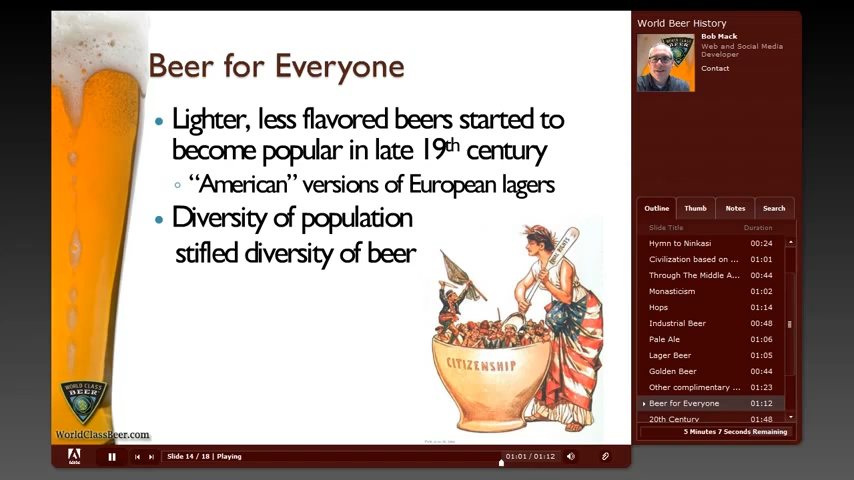 Beer for Everyone
Lighter, less flavored beers started to
become popular in late 19th century
"American" versions of European lagers
Diversity of population
stifled diversity of beer
EQUAL RIGHTS
CITIZENSHIP
WORLD CLASS
BEER
WorldClassBeer.com
Adobe
Slide 14 / 18 | Playing
01:01 / 01:12
World Beer History
Bob Mack
Web and Social Media
Developer
Contact
Outline Thumb Notes Search
Slide Title Duration
Hymn to Ninkasi 00:24
Civilization based on ... 01:01
Through The Middle A... 00:44
Monasticism 01:02
Hops 01:14
Industrial Beer 00:48
Pale Ale 01:06
Lager Beer 01:05
Golden Beer 00:44
Other complimentary ... 01:23
Beer for Everyone 01:12
20th Century 01:48
5 Minutes 7 Seconds Remaining